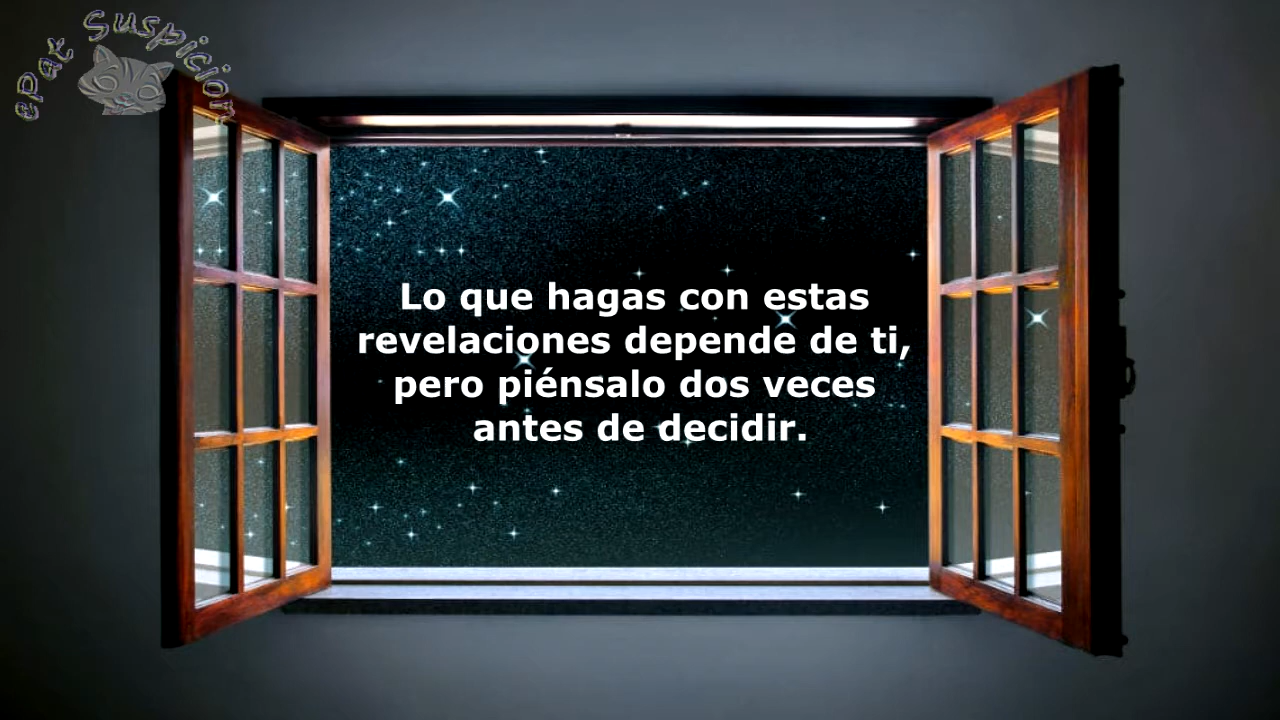 ePat Suspicion
Lo que hagas con estas
revelaciones depende de ti,
pero piénsalo dos veces
antes de decidir.